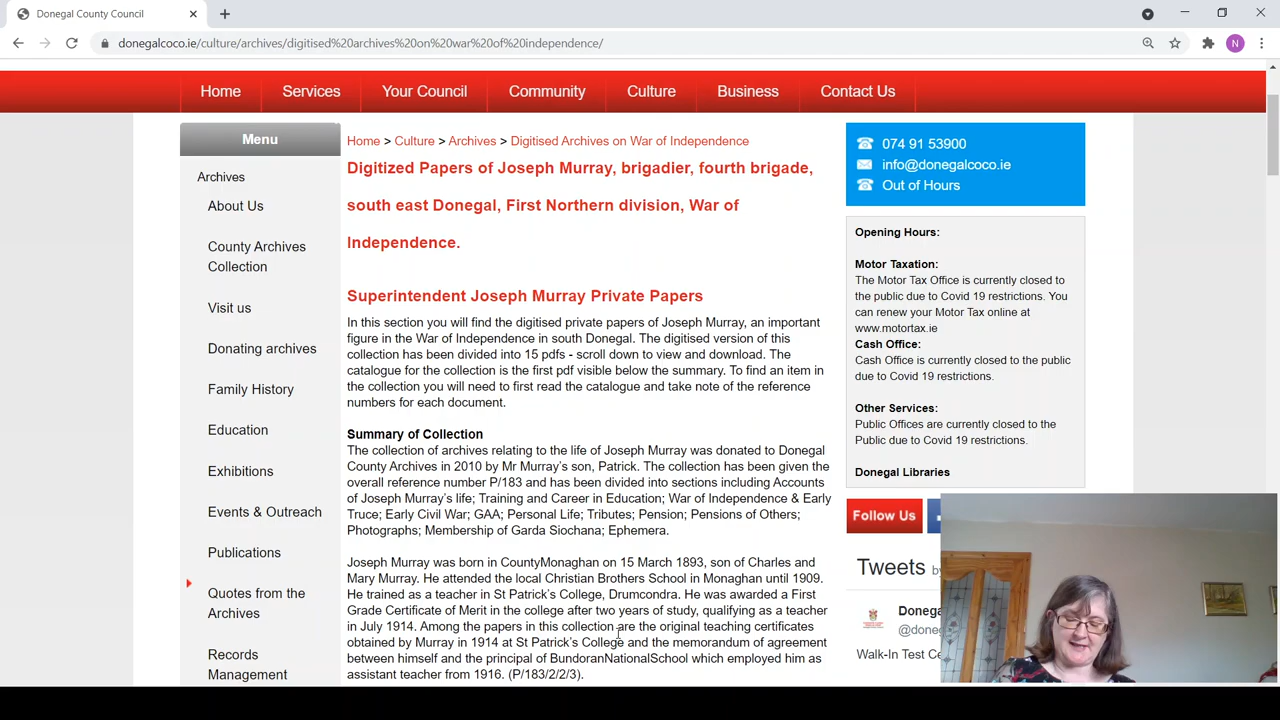 Donegal County Council
donegalcoco.ie/culture/archives/digitised%20archives%20on%20war%20of%20independence/
N
Home
Services
Your Council
Community
Culture
Business
Contact Us
Menu
Archives
About Us
County Archives
Collection
Visit us
Donating archives
Family History
Education
Exhibitions
Events & Outreach
Publications
Quotes from the
Archives
Records
Management
Home > Culture > Archives > Digitised Archives on War of Independence
Digitized Papers of Joseph Murray, brigadier, fourth brigade,
south east Donegal, First Northern division, War of
Independence.
Superintendent Joseph Murray Private Papers
In this section you will find the digitised private papers of Joseph Murray, an important
figure in the War of Independence in south Donegal. The digitised version of this
collection has been divided into 15 pdfs - scroll down to view and download. The
catalogue for the collection is the first pdf visible below the summary. To find an item in
the collection you will need to first read the catalogue and take note of the reference
numbers for each document.
Summary of Collection
The collection of archives relating to the life of Joseph Murray was donated to Donegal
County Archives in 2010 by Mr Murray's son, Patrick. The collection has been given the
overall reference number P/183 and has been divided into sections including Accounts
of Joseph Murray's life; Training and Career in Education; War of Independence & Early
Truce; Early Civil War; GAA; Personal Life; Tributes; Pension; Pensions of Others;
Photographs; Membership of Garda Siochana; Ephemera.
Joseph Murray was born in CountyMonaghan on 15 March 1893, son of Charles and
Mary Murray. He attended the local Christian Brothers School in Monaghan until 1909.
He trained as a teacher in St Patrick's College, Drumcondra. He was awarded a First
Grade Certificate of Merit in the college after two years of study, qualifying as a teacher
in July 1914. Among the papers in this collection are the original teaching certificates
obtained by Murray in 1914 at St Patrick's College and the memorandum of agreement
between himself and the principal of BundoranNationalSchool which employed him as
assistant teacher from 1916. (P/183/2/2/3).
074 91 53900
info@donegalcoco.ie
Out of Hours
Opening Hours:
Motor Taxation:
The Motor Tax Office is currently closed to
the public due to Covid 19 restrictions. You
can renew your Motor Tax online at
www.motortax.ie
Cash Office:
Cash Office is currently closed to the public
due to Covid 19 restrictions.
Other Services:
Public Offices are currently closed to the
Public due to Covid 19 restrictions.
Donegal Libraries
Follow Us
Tweets by
Donega
@doneg
Walk-In Test Ce